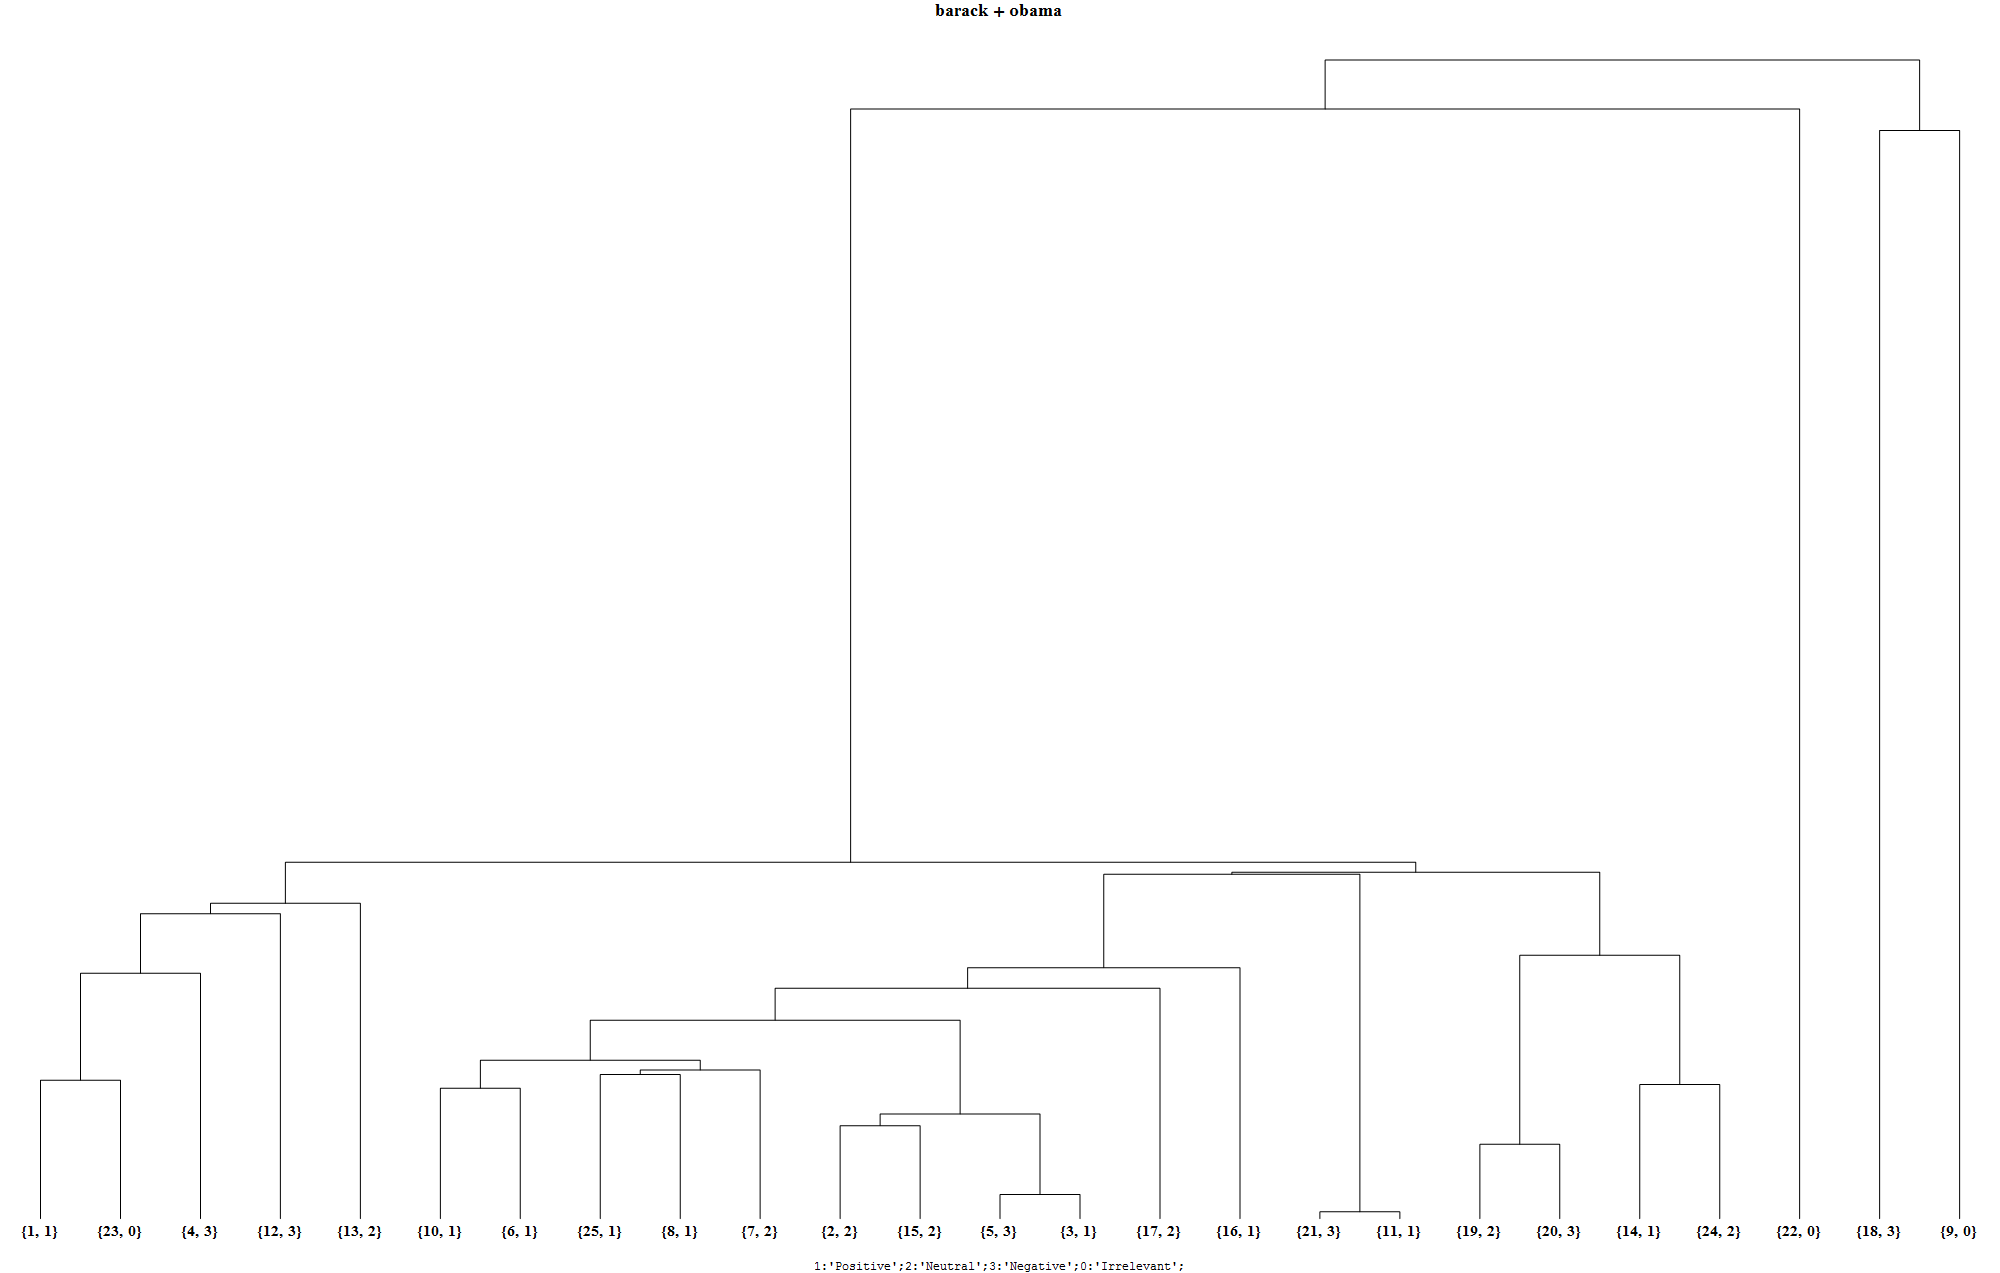 barack + obama
{1, 1} {23, 0} {4, 3} {12, 3} {13, 2} {10, 1} {6, 1} {25, 1} {8, 1} {7, 2} {2, 2} {15, 2} {5, 3} {3, 1} {17, 2} {16, 1} {21, 3} {11, 1} {19, 2} {20, 3} {14, 1} {24, 2} {22, 0} {18, 3} {9, 0}
1:'Positive';2:'Neutral';3:'Negative';0:'Irrelevant';